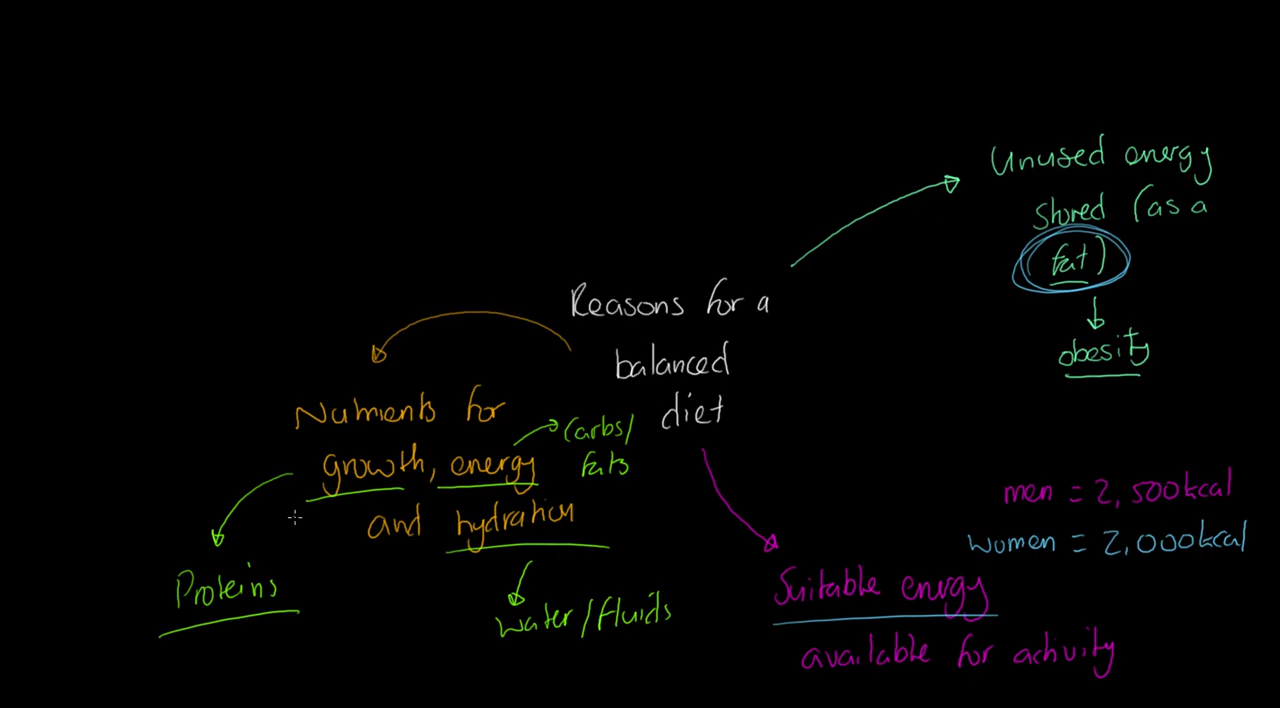 Reasons for a
balanced
diet
Unused energy
stored (as a
fat)
obesity
Nutrients for
growth, energy
and hydration
Carbs/
fats
Proteins
Water/Fluids
men = 2,500kcal
women = 2,000kcal
Suitable energy
available for activity